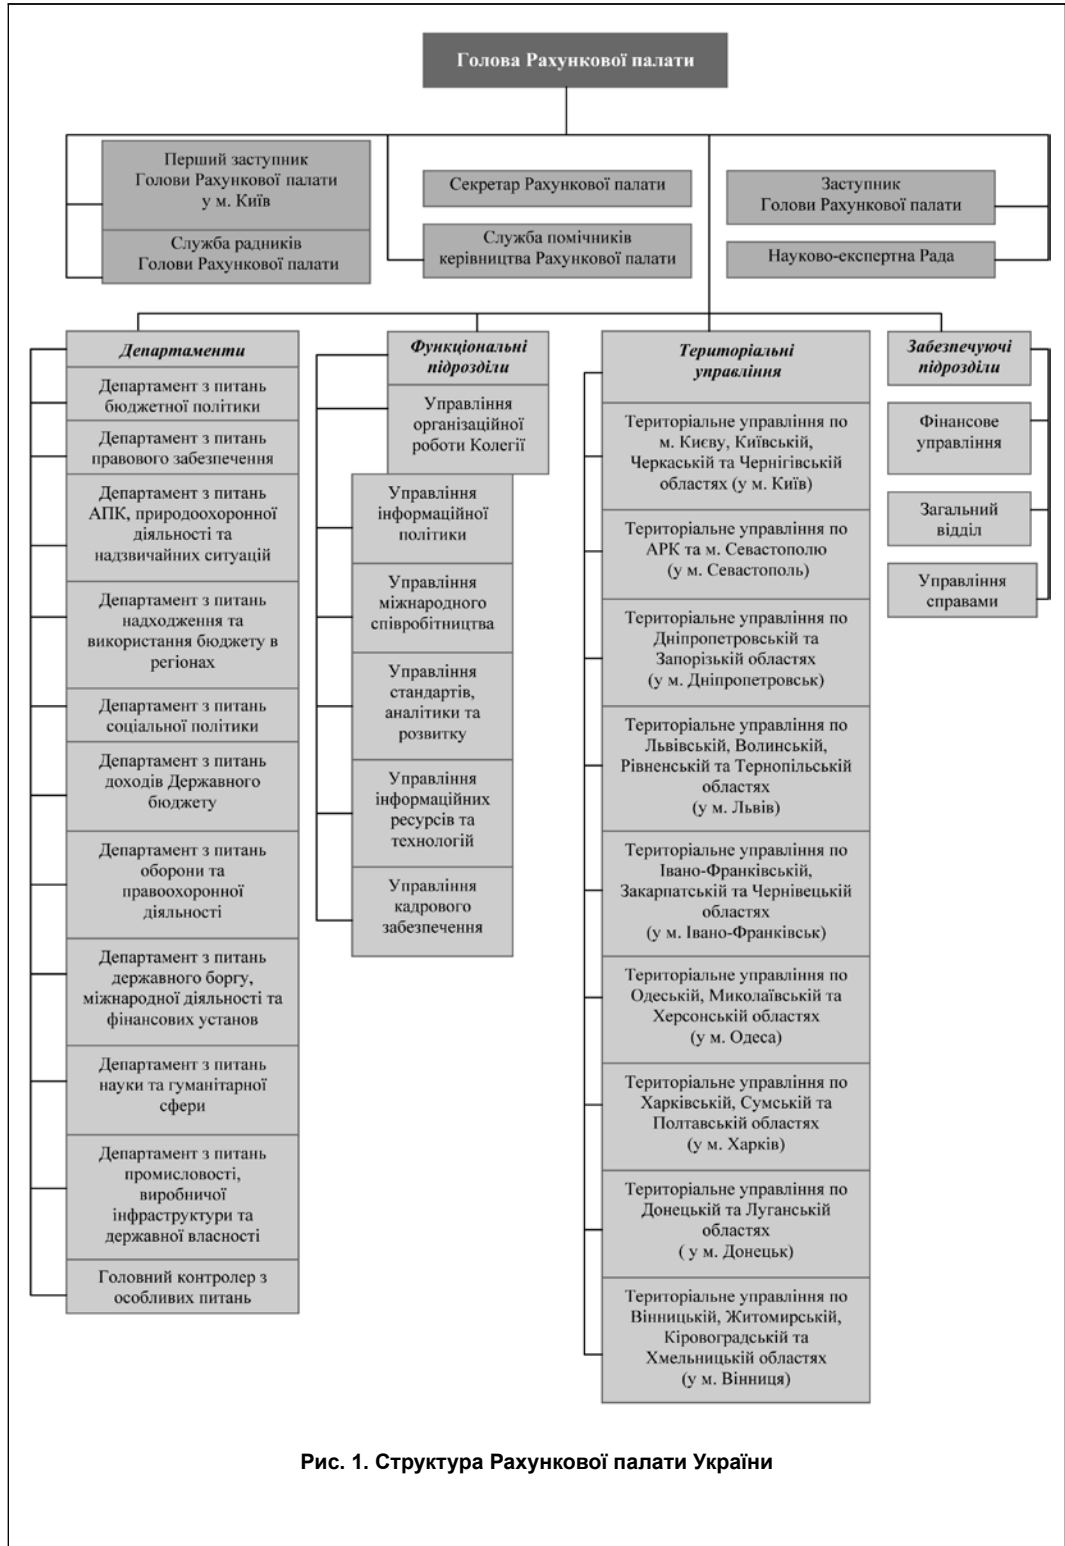 Голова Рахункової палати
Перший заступник
Голови Рахункової палати
у м. Київ
Служба радників
Голови Рахункової палати
Секретар Рахункової палати
Служба помічників
керівництва Рахункової палати
Заступник
Голови Рахункової палати
Науково-експертна Рада
Департаменти
Департамент з питань
бюджетної політики
Департамент з питань
правового забезпечення
Департамент з питань
АПК, природоохоронної
діяльності та
надзвичайних ситуацій
Департамент з питань
надходження та
використання бюджету в
регіонах
Департамент з питань
соціальної політики
Департамент з питань
доходів Державного
бюджету
Департамент з питань
оборони та
правоохоронної
діяльності
Департамент з питань
державного боргу,
міжнародної діяльності та
фінансових установ
Департамент з питань
науки та гуманітарної
сфери
Департамент з питань
промисловості,
виробничої
інфраструктури та
державної власності
Головний контролер з
особливих питань
Функціональні
підрозділи
Управління
організаційної
роботи Колегії
Управління
інформаційної
політики
Управління
міжнародного
співробітництва
Управління
стандартів,
аналітики та
розвитку
Управління
інформаційних
ресурсів та
технологій
Управління
кадрового
забезпечення
Територіальні
управління
Територіальне управління по
м. Києву, Київській,
Черкаській та Чернігівській
областях (у м. Київ)
Територіальне управління по
АРК та м. Севастополю
(у м. Севастополь)
Територіальне управління по
Дніпропетровській та
Запорізькій областях
(у м. Дніпропетровськ)
Територіальне управління по
Львівській, Волинській,
Рівненській та Тернопільській
областях
(у м. Львів)
Територіальне управління по
Івано-Франківській,
Закарпатській та Чернівецькій
областях
(у м. Івано-Франківськ)
Територіальне управління по
Одеській, Миколаївській та
Херсонській областях
(у м. Одеса)
Територіальне управління по
Харківській, Сумській та
Полтавській областях
(у м. Харків)
Територіальне управління по
Донецькій та Луганській
областях
( у м. Донецьк)
Територіальне управління по
Вінницькій, Житомирській,
Кіровоградській та
Хмельницькій областях
(у м. Вінниця)
Забезпечуючі
підрозділи
Фінансове
управління
Загальний
відділ
Управління
справами
Рис. 1. Структура Рахункової палати України